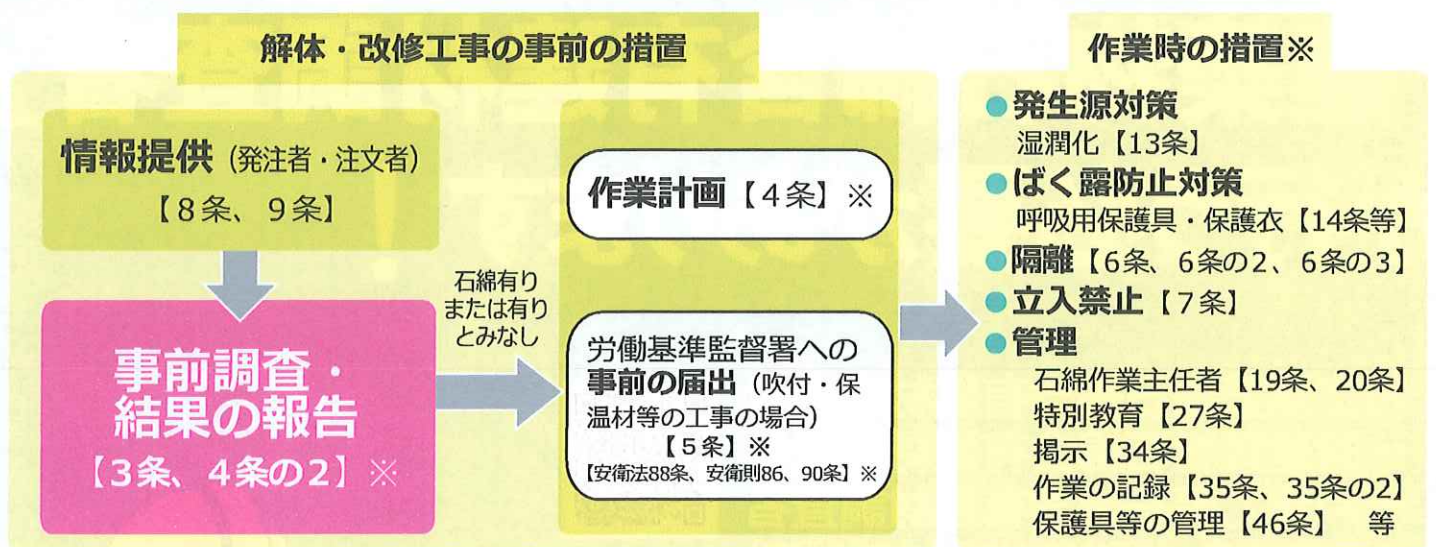 解体・改修工事の事前の措置
情報提供（発注者・注文者）
【8条、9条】
事前調査・
結果の報告
【3条、4条の2】※
石綿有り
または有り
とみなし
作業計画【4条】※
労働基準監督署への
事前の届出（吹付・保
温材等の工事の場合）
【5条】※
【安衛法88条、安衛則86、90条】※
作業時の措置※
●発生源対策
湿潤化【13条】
●ばく露防止対策
呼吸用保護具・保護衣【14条等】
●隔離【6条、6条の2、6条の3】
●立入禁止【7条】
●管理
石綿作業主任者【19条、20条】
特別教育【27条】
掲示【34条】
作業の記録【35条、35条の2】
保護具等の管理【46条】　等